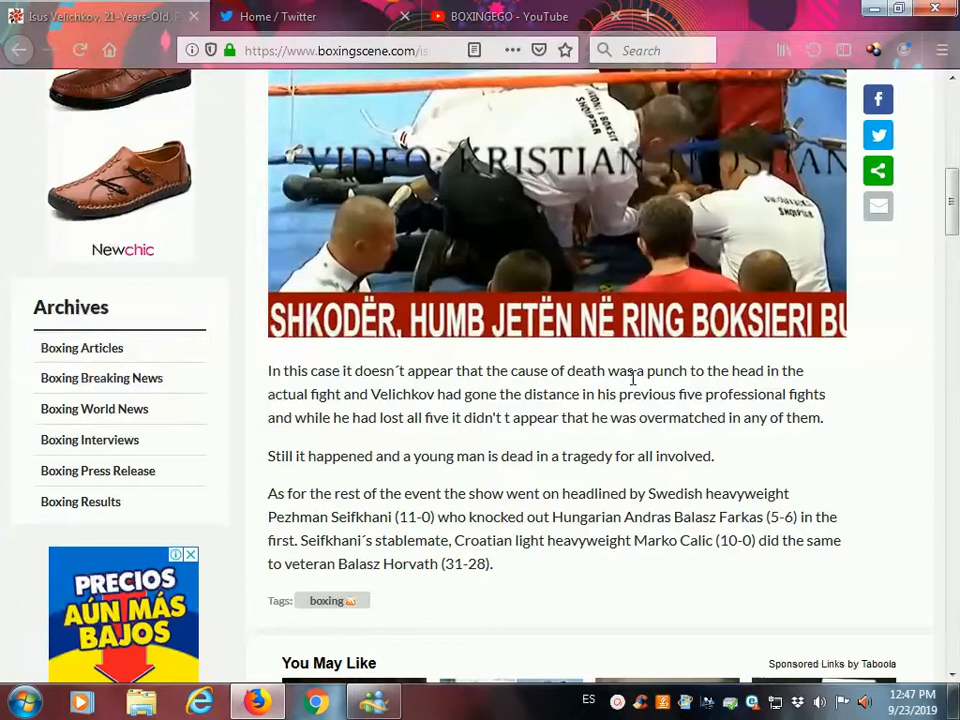 Isus Velichkov, 21-Years-Old,
Home / Twitter
BOXINGEGO - YouTube
https://www.boxingscene.com/is
Search
Newchic
Archives
Boxing Articles
Boxing Breaking News
Boxing World News
Boxing Interviews
Boxing Press Release
Boxing Results
PRECIOS
AÚN MÁS
BAJOS
SHQIPTAR
SHQIPTAR
VIDEO: KRISTIAN
SHKODËR, HUMB JETËN NË RING BOKSIERI BU
In this case it doesn´t appear that the cause of death was a punch to the head in the
actual fight and Velichkov had gone the distance in his previous five professional fights
and while he had lost all five it didn't t appear that he was overmatched in any of them.
Still it happened and a young man is dead in a tragedy for all involved.
As for the rest of the event the show went on headlined by Swedish heavyweight
Pezhman Seifkhani (11-0) who knocked out Hungarian Andras Balasz Farkas (5-6) in the
first. Seifkhani´s stablemate, Croatian light heavyweight Marko Calic (10-0) did the same
to veteran Balasz Horvath (31-28).
Tags: boxing
You May Like
Sponsored Links by Taboola
ES
12:47 PM
9/23/2019